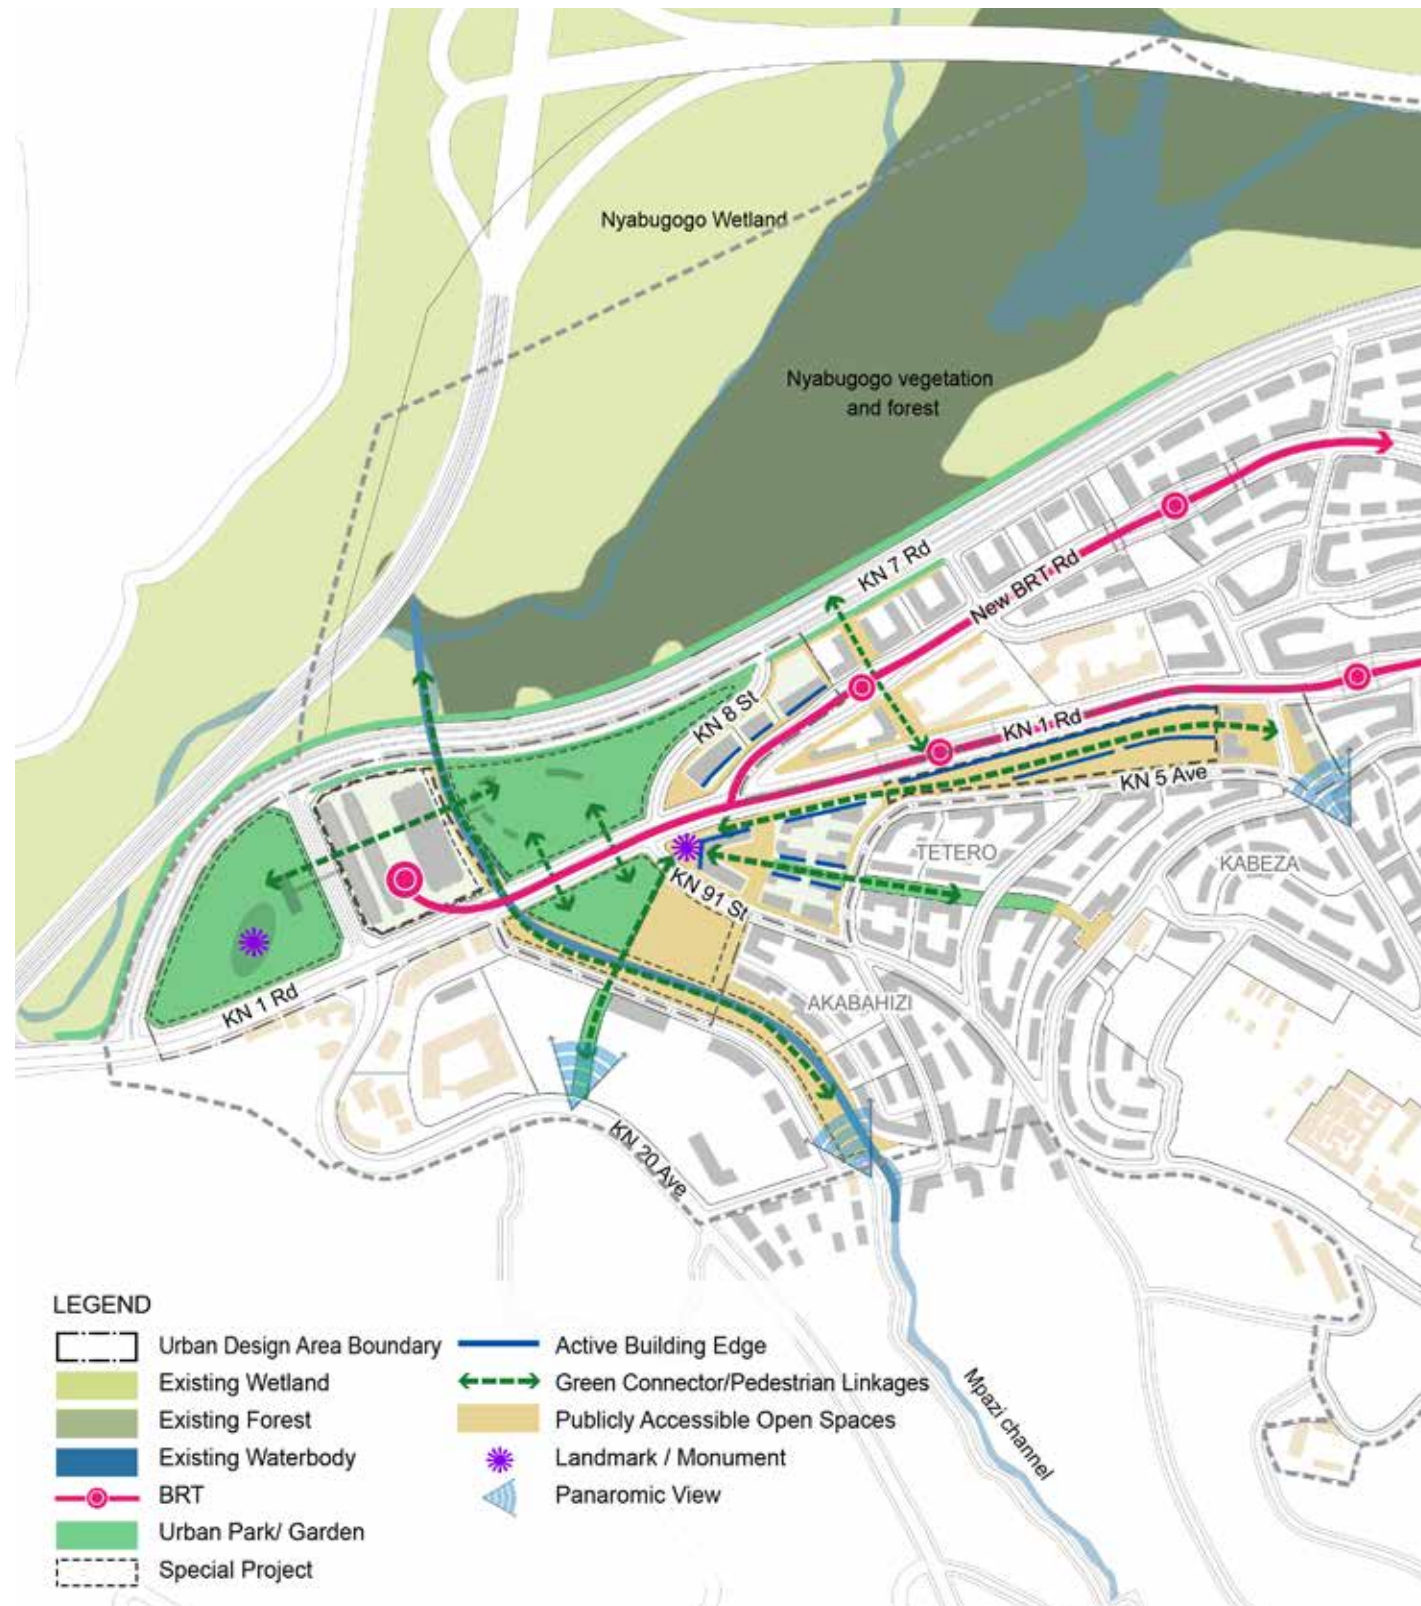 Nyabugogo Wetland
Nyabugogo vegetation
and forest
KN 7 Rd
New BRT Rd
KN 8 St
KN 1 Rd
KN 5 Ave
TETERO
KABEZA
KN 91 St
AKABAHIZI
KN 1 Rd
KN 20 Ave
Mpazi channel
LEGEND
Urban Design Area Boundary
Existing Wetland
Existing Forest
Existing Waterbody
BRT
Urban Park/ Garden
Special Project
Active Building Edge
Green Connector/Pedestrian Linkages
Publicly Accessible Open Spaces
Landmark / Monument
Panaromic View